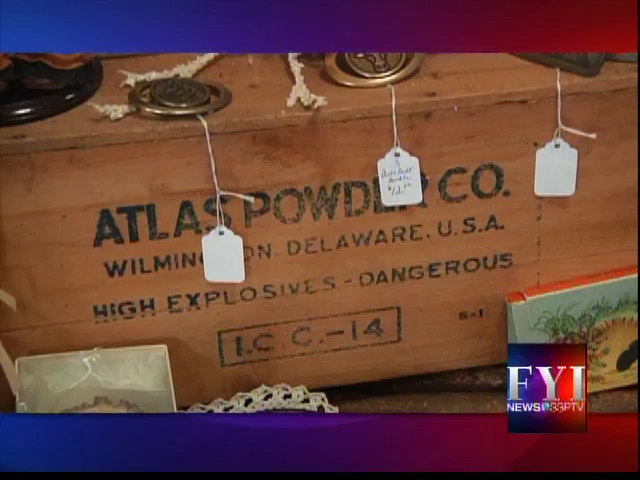 ATLAS POWDER CO.
WILMINGTON. DELAWARE. U.S.A.
HIGH EXPLOSIVES-DANGEROUS
I.C.C.-14
S-1
FYI
NEWS